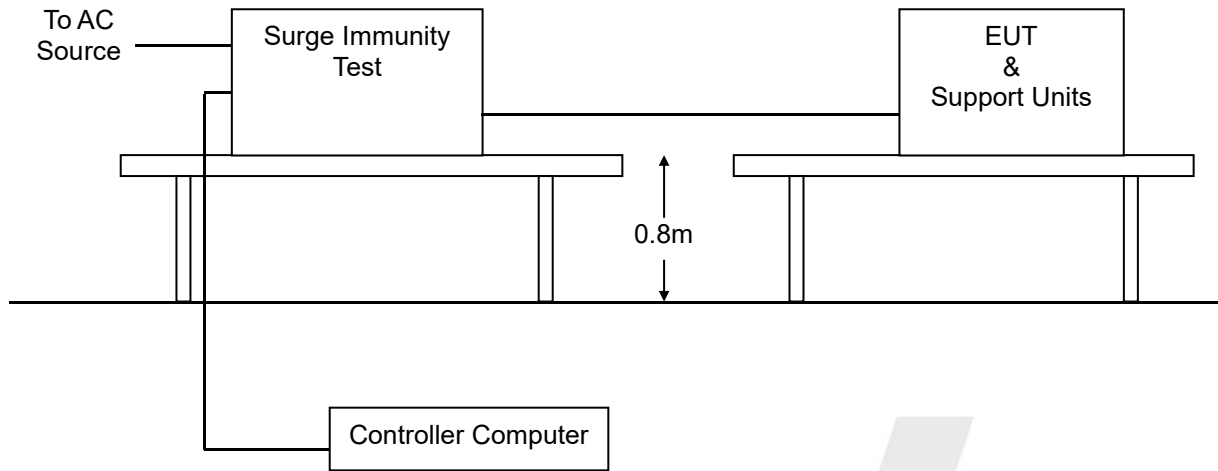 To AC
Source
Surge Immunity
Test
EUT
&
Support Units
0.8m
Controller Computer